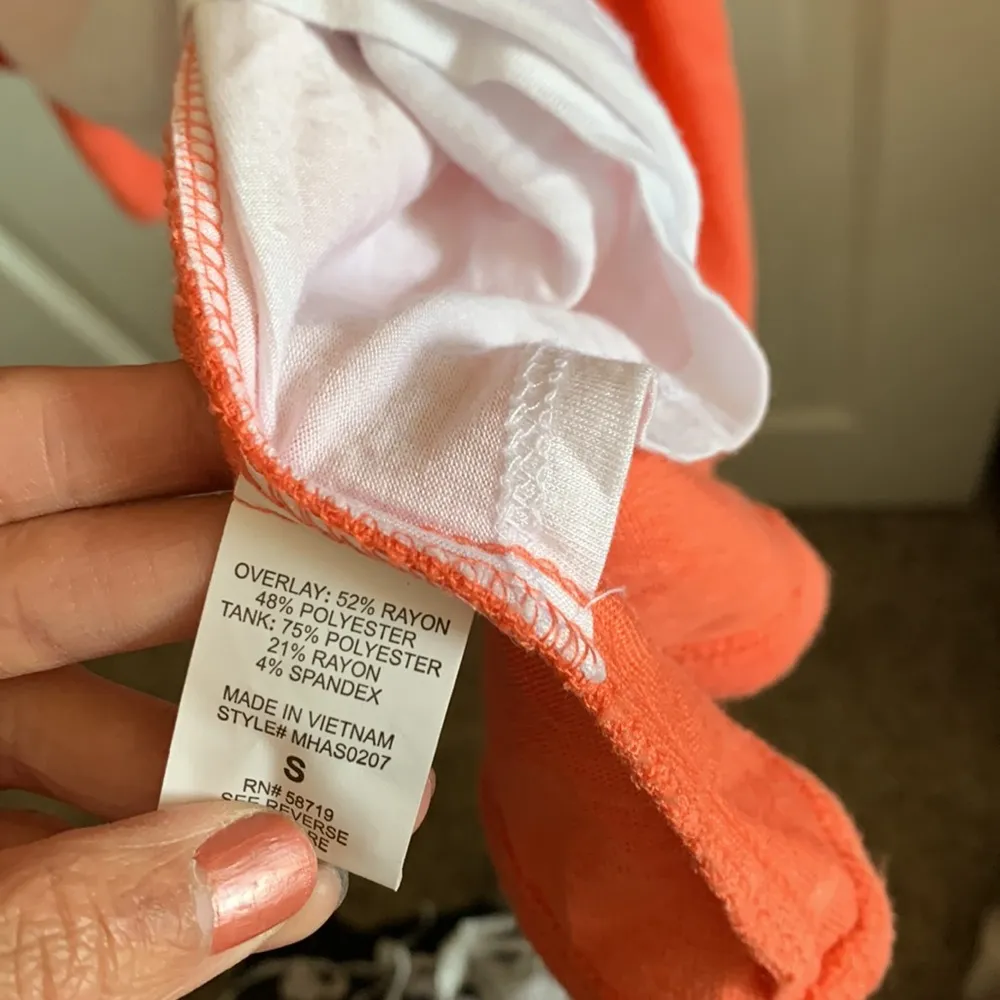 OVERLAY: 52% RAYON
48% POLYESTER
TANK: 75% POLYESTER
21% RAYON
4% SPANDEX
MADE IN VIETNAM
STYLE# MHAS0207
S
RN# 58719
SEE REVERSE